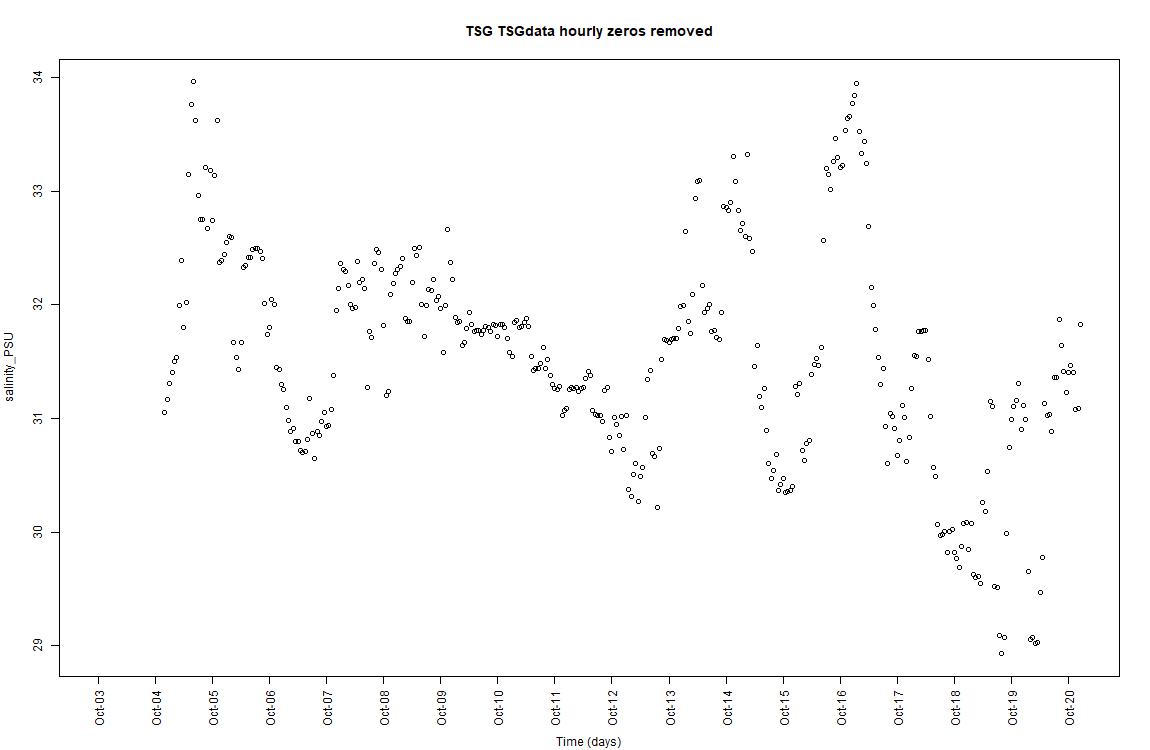 TSG TSGdata hourly zeros removed
34
33
32
31
30
29
salinity_PSU
Oct-03
Oct-04
Oct-05
Oct-06
Oct-07
Oct-08
Oct-09
Oct-10
Oct-11
Oct-12
Oct-13
Oct-14
Oct-15
Oct-16
Oct-17
Oct-18
Oct-19
Oct-20
Time (days)